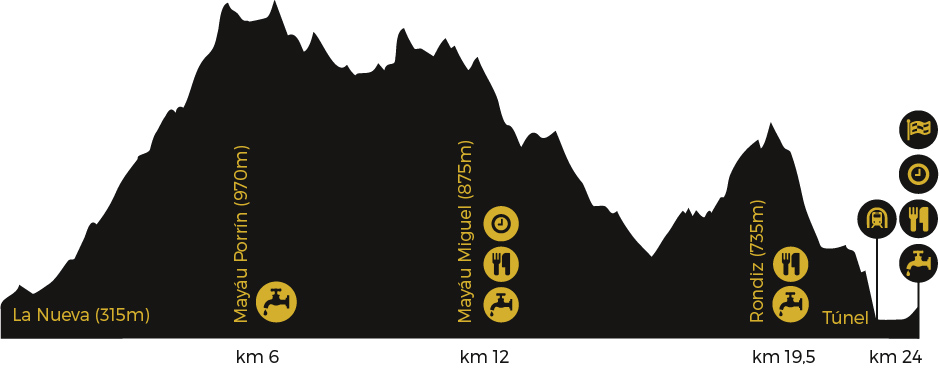 La Nueva (315m)
Mayáu Porrín (970m)
Mayáu Miguel (875m)
Rondiz (735m)
Túnel
km 6
km 12
km 19,5
km 24